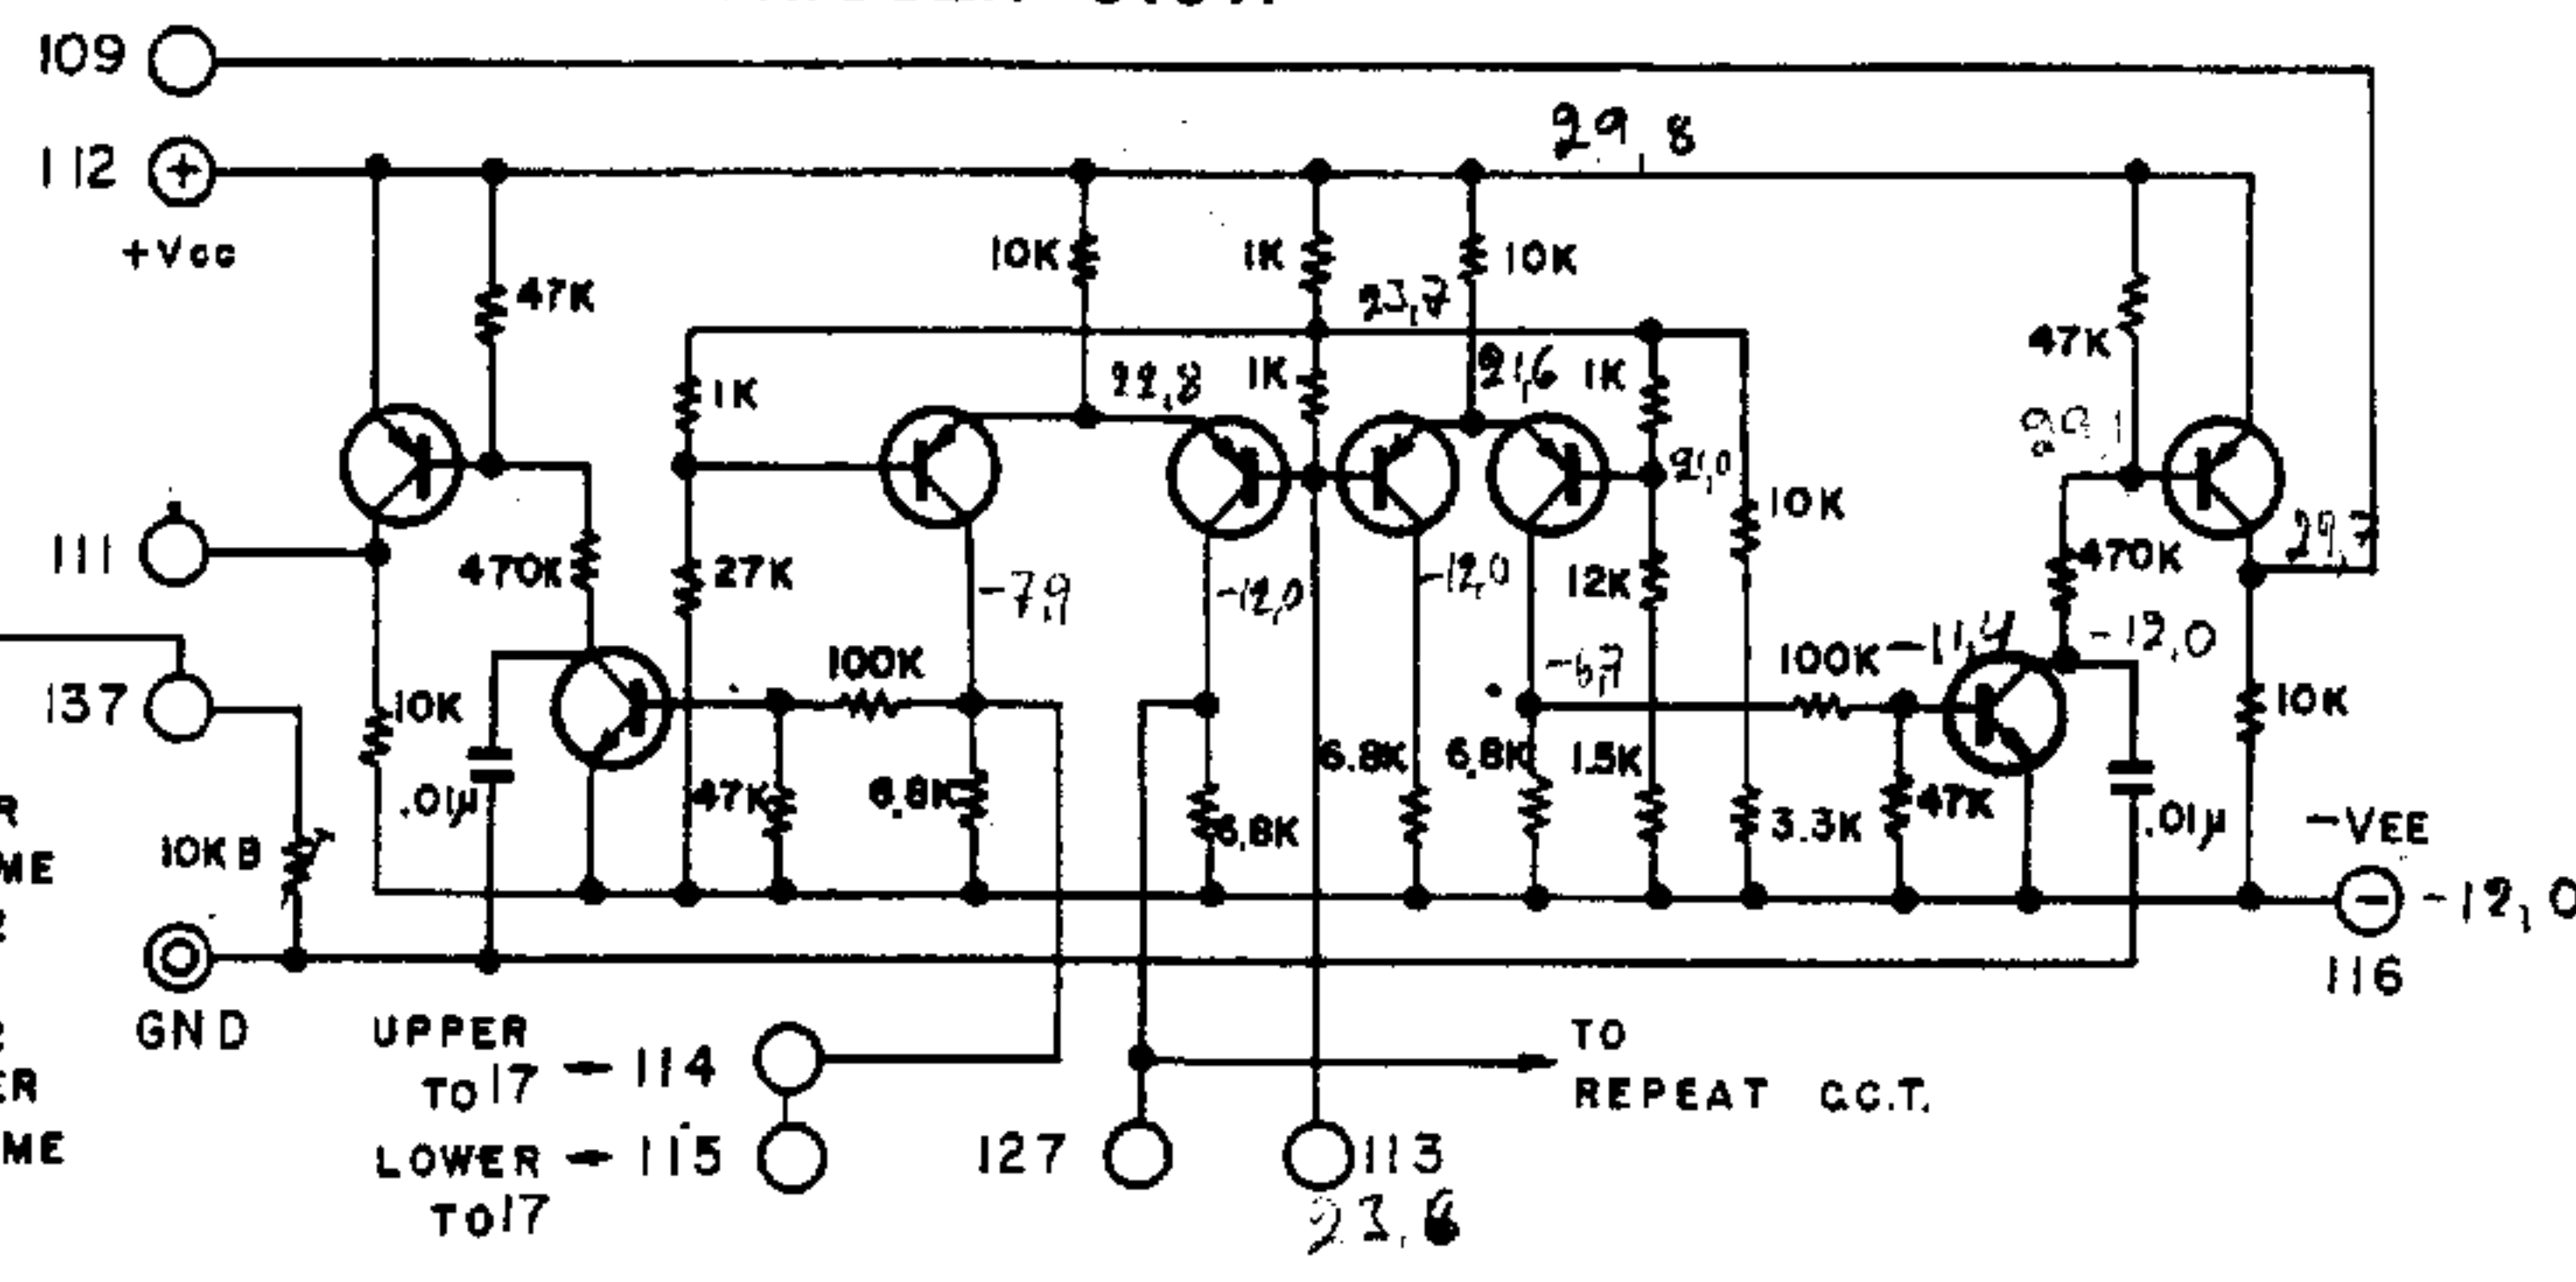 109
29,8
112
+Vcc
10K
1K
10K
47K
23,7
47K
1K
22,8
1K
21,6
1K
29,1
21,0
10K
111
470K
27K
-7,9
-12,0
-12,0
12K
470K
29,7
100K
-6,7
100K
-11,4
-12,0
137
10K
6.8K
6.8K
1.5K
10K
.01µ
47K
6.8K
6.8K
3.3K
47K
.01µ
-VEE
10KB
ME
-12,0
116
GND
UPPER
TO17
114
TO
REPEAT C.C.T.
ER
ME
LOWER
TO17
115
127
113
23,6